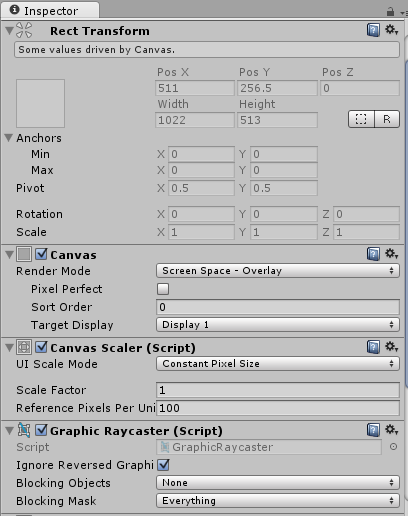 Inspector
Rect Transform
Some values driven by Canvas.
Pos X Pos Y Pos Z
511 256.5 0
Width Height
1022 513
R
Anchors
Min X 0 Y 0
Max X 0 Y 0
Pivot X 0.5 Y 0.5
Rotation X 0 Y 0 Z 0
Scale X 1 Y 1 Z 1
Canvas
Render Mode Screen Space - Overlay
Pixel Perfect
Sort Order 0
Target Display Display 1
Canvas Scaler (Script)
UI Scale Mode Constant Pixel Size
Scale Factor 1
Reference Pixels Per Uni 100
Graphic Raycaster (Script)
Script GraphicRaycaster
Ignore Reversed Graphi
Blocking Objects None
Blocking Mask Everything